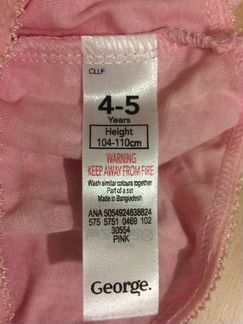 CLLF
4-5
Years
Height
104-110cm
WARNING
KEEP AWAY FROM FIRE
Wash similar colours together
Part of a set
Made in Bangladesh
ANA 5054924838824
575 5751 0469 102
30554
PINK
George.